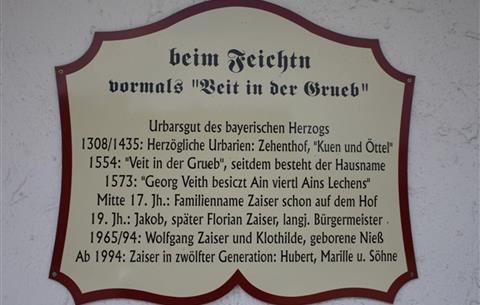 beim Feichtn
vormals "Veit in der Grueb"
Urbarsgut des bayerischen Herzogs
1308/1435: Herzögliche Urbarien: Zehenthof, "Kuen und Öttel"
1554: "Veit in der Grueb", seitdem besteht der Hausname
1573: "Georg Veith besiczt Ain viertl Ains Lechens"
Mitte 17. Jh.: Familienname Zaiser schon auf dem Hof
19. Jh.: Jakob, später Florian Zaiser, langj. Bürgermeister
1965/94: Wolfgang Zaiser und Klothilde, geborene Nieß
Ab 1994: Zaiser in zwölfter Generation: Hubert, Marille u. Söhne